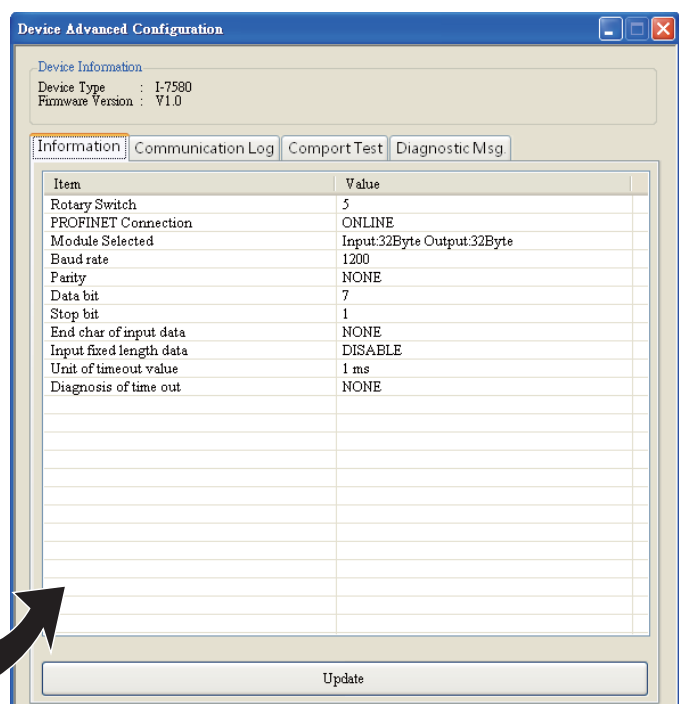 Device Advanced Configuration
Device Information
Device Type : I-7580
Firmware Version : V1.0
Information Communication Log Comport Test Diagnostic Msg.
Item Value
Rotary Switch 5
PROFINET Connection ONLINE
Module Selected Input:32Byte Output:32Byte
Baud rate 1200
Parity NONE
Data bit 7
Stop bit 1
End char of input data NONE
Input fixed length data DISABLE
Unit of timeout value 1 ms
Diagnosis of time out NONE
Update